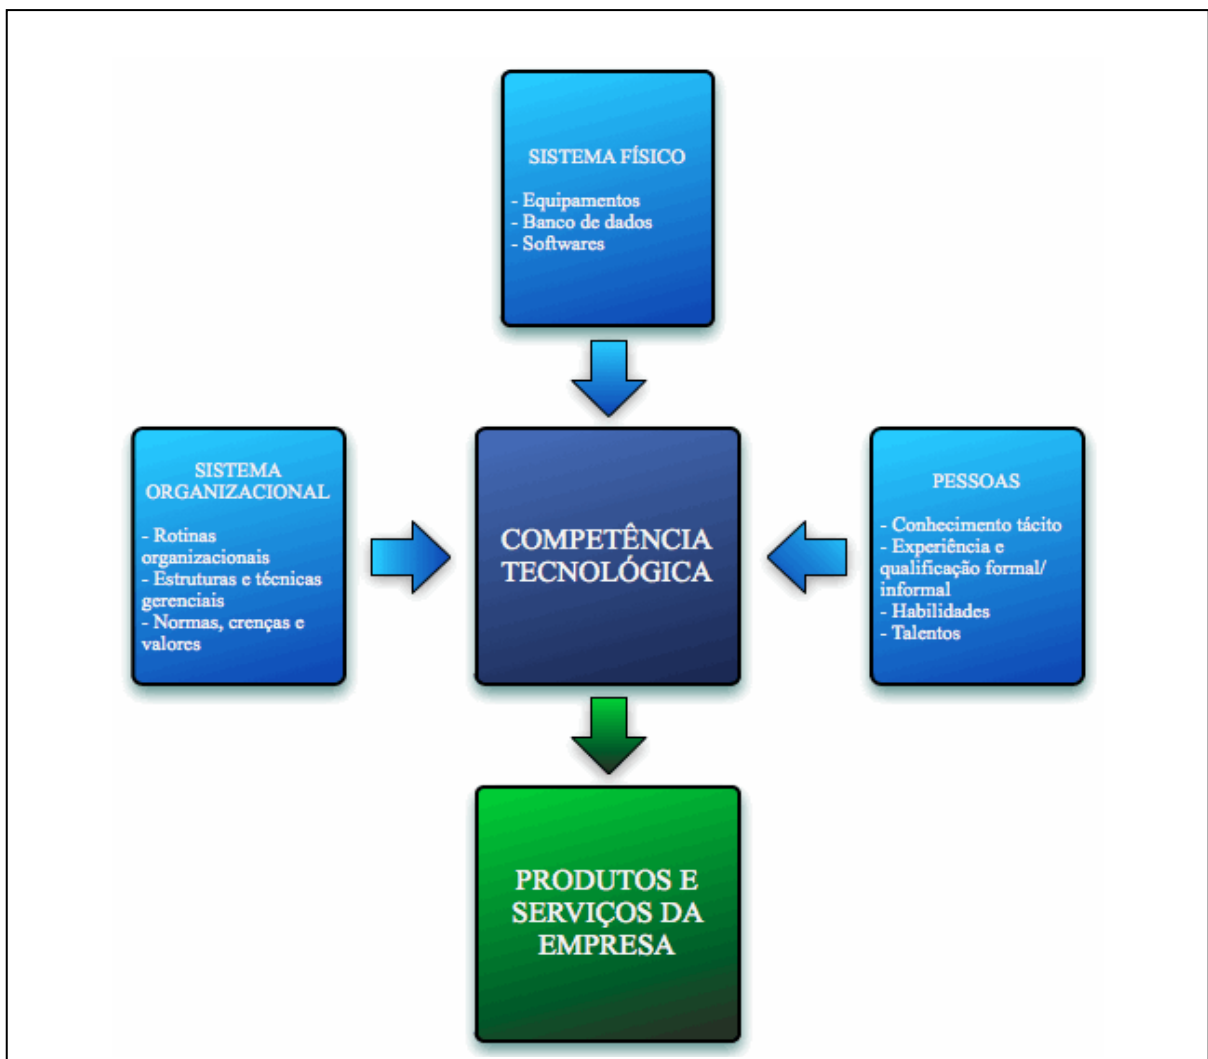 SISTEMA FÍSICO
- Equipamentos
- Banco de dados
- Softwares
SISTEMA
ORGANIZACIONAL
- Rotinas
organizacionais
- Estruturas e técnicas
gerenciais
- Normas, crenças e
valores
COMPETÊNCIA
TECNOLÓGICA
PESSOAS
- Conhecimento tácito
- Experiência e
qualificação formal/
informal
- Habilidades
- Talentos
PRODUTOS E
SERVIÇOS DA
EMPRESA